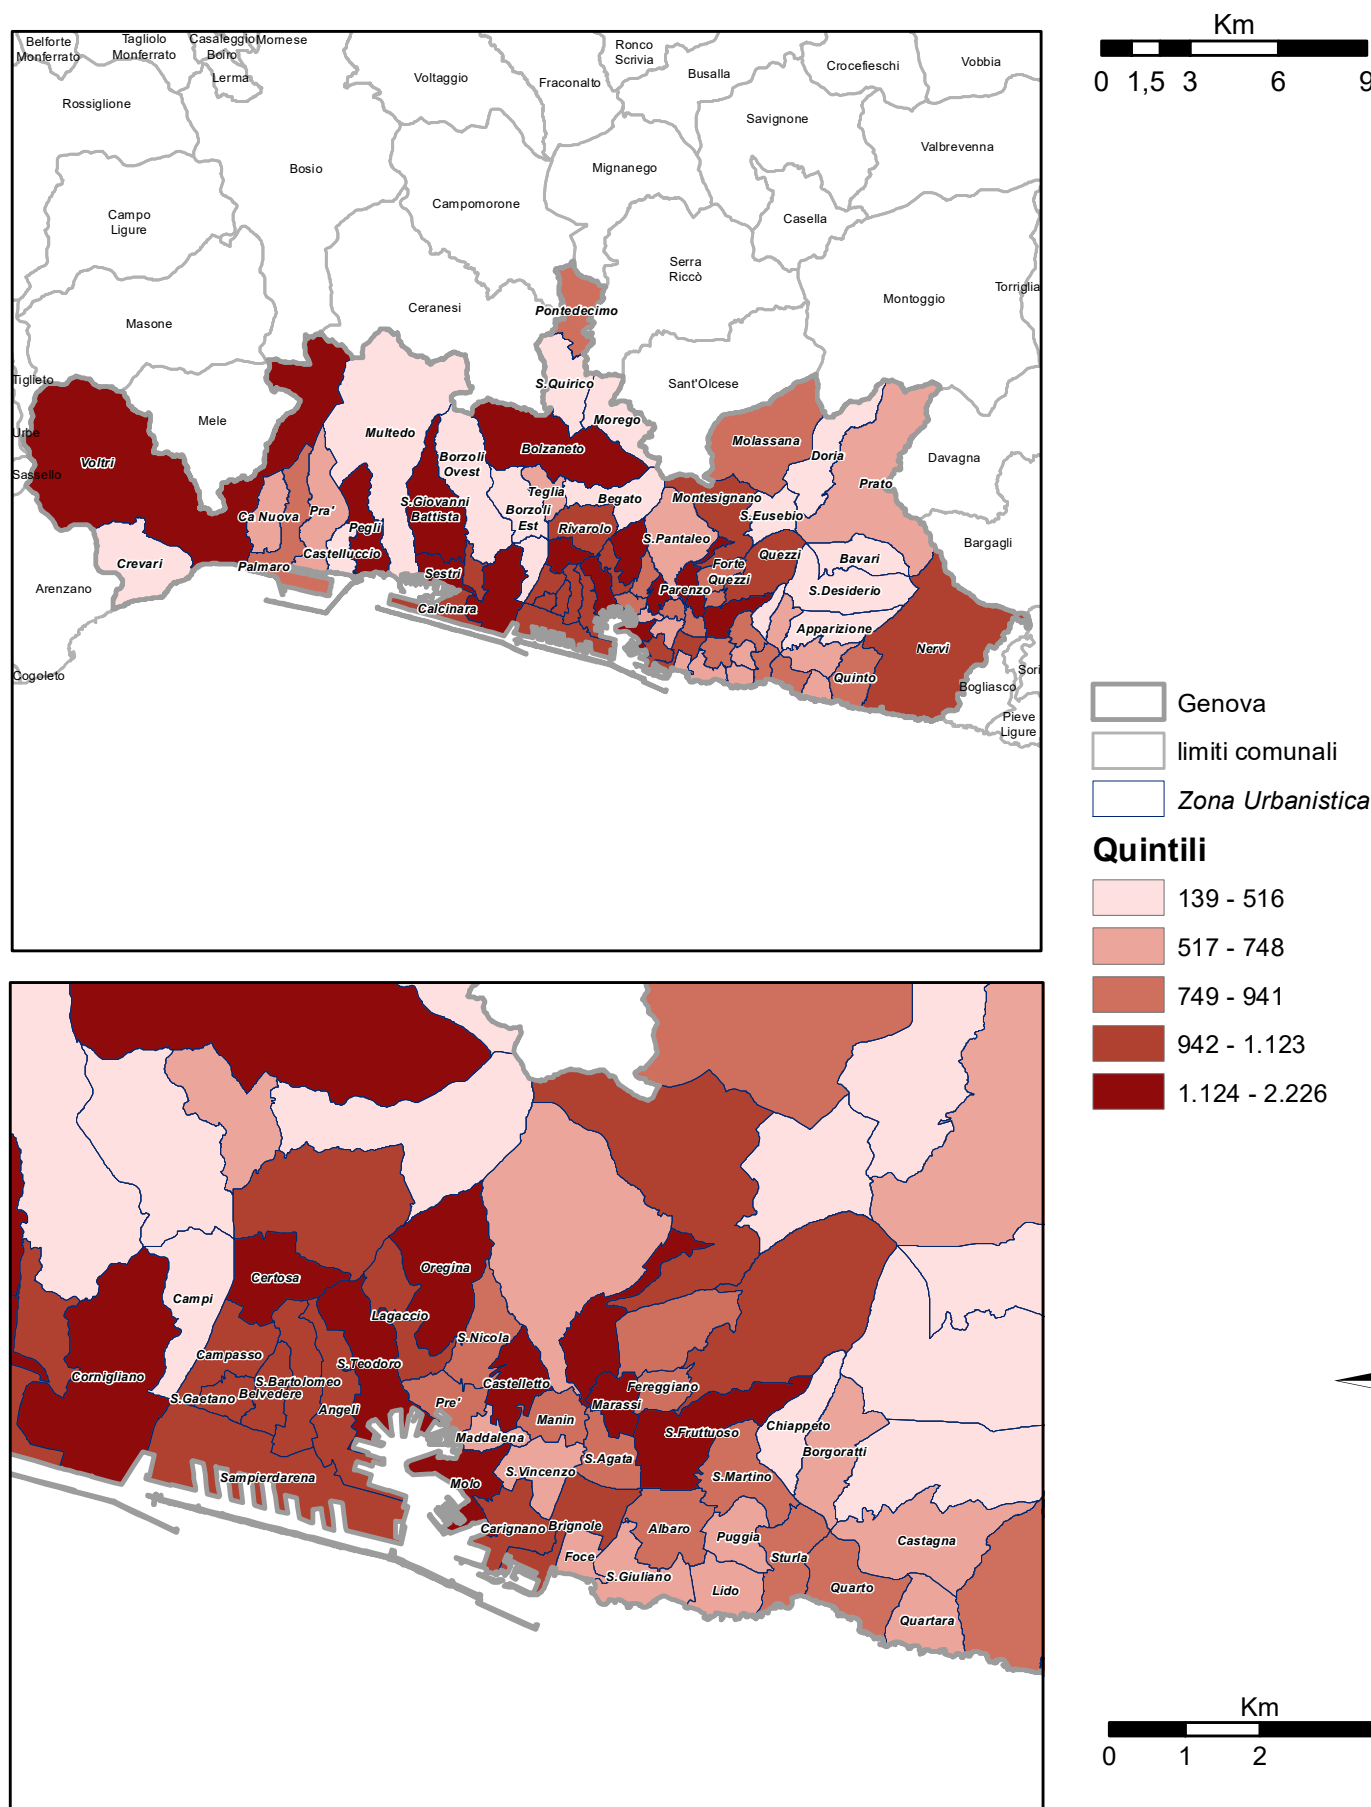 Km
0 1,5 3 6 9
Belforte
Monferrato
Tagliolo
Monferrato
Casaleggio
Boiro
Mornese
Lerma
Rossiglione
Voltaggio
Fraconalto
Ronco
Scrivia
Busalla
Crocefieschi
Vobbia
Savignone
Valbrevenna
Bosio
Mignanego
Campo
Ligure
Campomorone
Casella
Serra
Riccò
Torriglia
Montoggio
Ceranesi
Pontedecimo
Masone
Tiglieto
S.Quirico
Sant'Olcese
Mele
Morego
Urbe
Multedo
Molassana
Bolzaneto
Doria
Davagna
Voltri
Borzoli
Ovest
Sassello
Prato
Teglia
Begato
Montesignano
S.Giovanni
Battista
Ca Nuova
Pra'
Borzoli
Est
S.Eusebio
Pegli
Rivarolo
S.Pantaleo
Bargagli
Castelluccio
Quezzi
Bavari
Crevari
Palmaro
Sestri
Forte
Quezzi
Arenzano
Parenzo
S.Desiderio
Calcinara
Apparizione
Nervi
Cogoleto
Quinto
Sori
Bogliasco
Pieve
Ligure
Genova
limiti comunali
Zona Urbanistica
Quintili
139 - 516
517 - 748
749 - 941
942 - 1.123
1.124 - 2.226
Oregina
Certosa
Campi
Lagaccio
S.Nicola
Campasso
S.Teodoro
Cornigliano
S.Bartolomeo
Castelletto
Fereggiano
Belvedere
S.Gaetano
Pre'
Marassi
Angeli
Manin
Chiappeto
S.Fruttuoso
Maddalena
Borgoratti
S.Agata
S.Vincenzo
Sampierdarena
S.Martino
Molo
Carignano
Brignole
Albaro
Puggia
Castagna
Foce
Sturla
S.Giuliano
Lido
Quarto
Quartara
Km
0 1 2